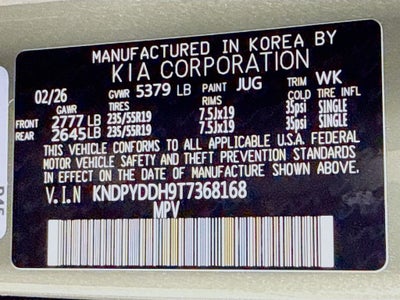 MANUFACTURED IN KOREA BY
KIA CORPORATION
02/26 GVWR 5379 LB PAINT JUG TRIM WK
GAWR TIRES RIMS COLD TIRE INFL
FRONT 2777 LB 235/55R19 7.5Jx19 35psi SINGLE
REAR 2645 LB 235/55R19 7.5Jx19 35psi SINGLE
THIS VEHICLE CONFORMS TO ALL APPLICABLE U.S.A. FEDERAL
MOTOR VEHICLE SAFETY AND THEFT PREVENTION STANDARDS
IN EFFECT ON THE DATE OF MANUFACTURE SHOWN ABOVE.
V.I.N KNDPYDDH9T7368168
MPV